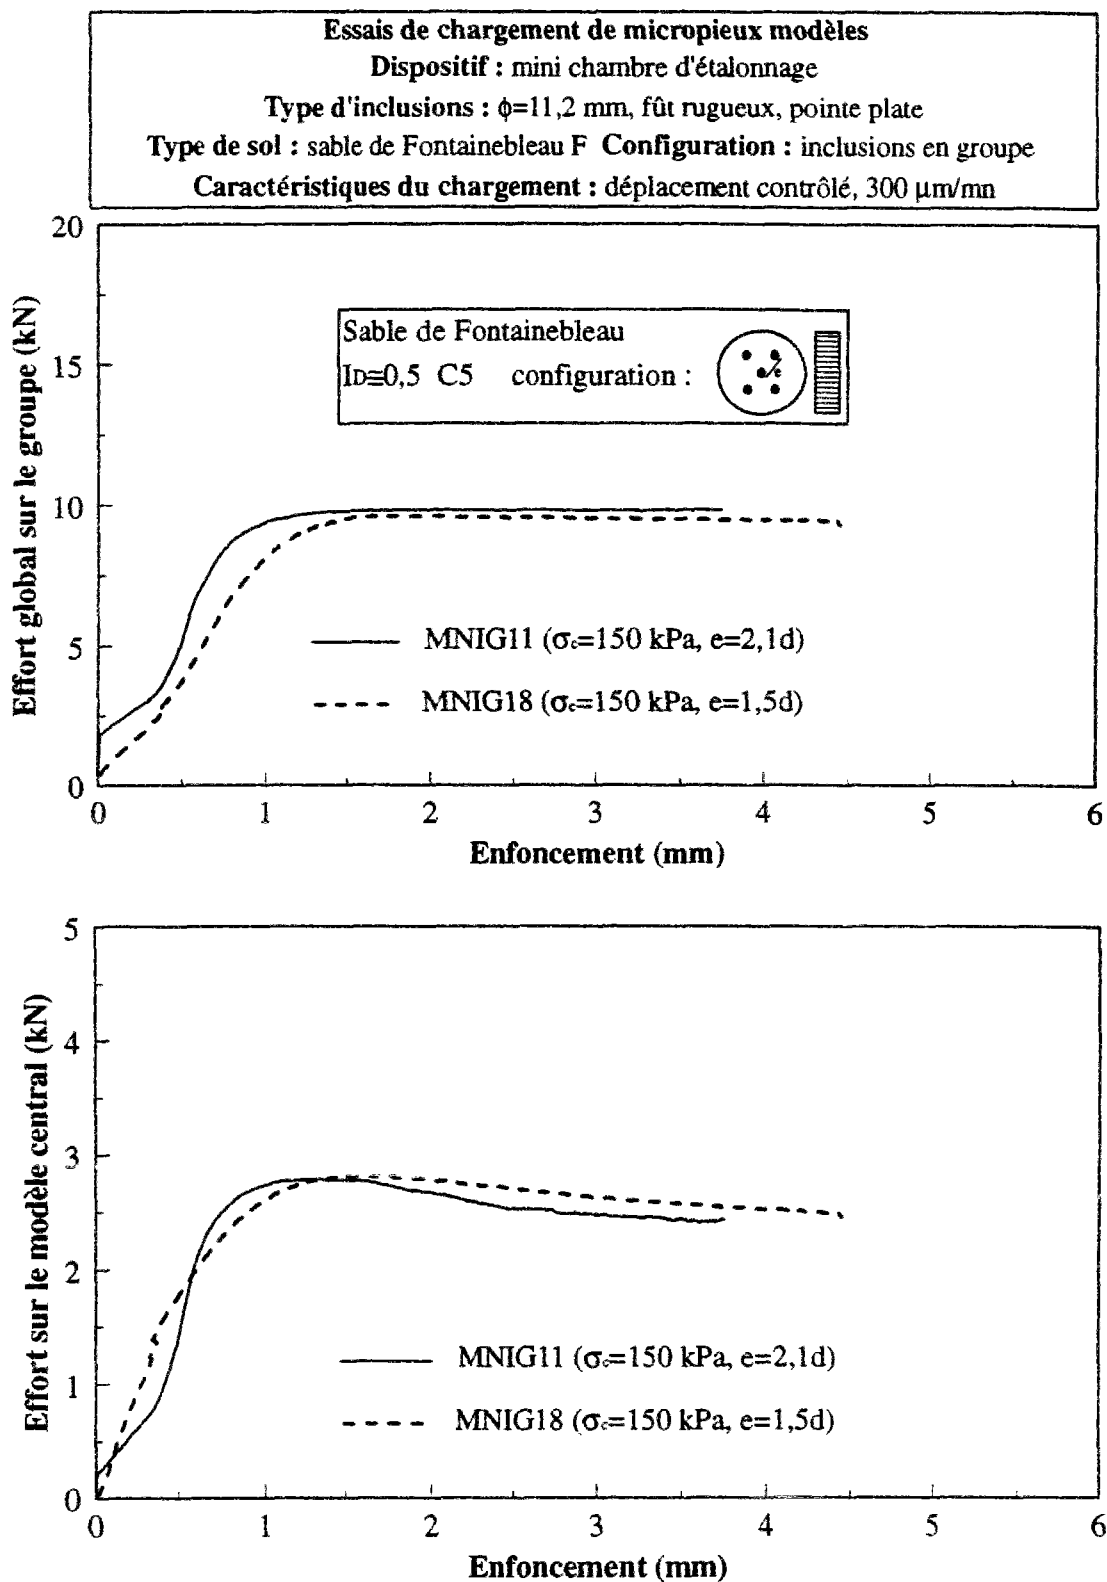 Essais de chargement de micropieux modèles
Dispositif : mini chambre d'étalonnage
Type d'inclusions : ϕ=11,2 mm, fût rugueux, pointe plate
Type de sol : sable de Fontainebleau F Configuration : inclusions en groupe
Caractéristiques du chargement : déplacement contrôlé, 300 µm/mn
Effort global sur le groupe (kN)
20
15
10
5
0
Sable de Fontainebleau
ID≅0,5 C5 configuration :
e
MNIG11 (σc=150 kPa, e=2,1d)
MNIG18 (σc=150 kPa, e=1,5d)
0 1 2 3 4 5 6
Enfoncement (mm)
Effort sur le modèle central (kN)
5
4
3
2
1
0
MNIG11 (σc=150 kPa, e=2,1d)
MNIG18 (σc=150 kPa, e=1,5d)
0 1 2 3 4 5 6
Enfoncement (mm)